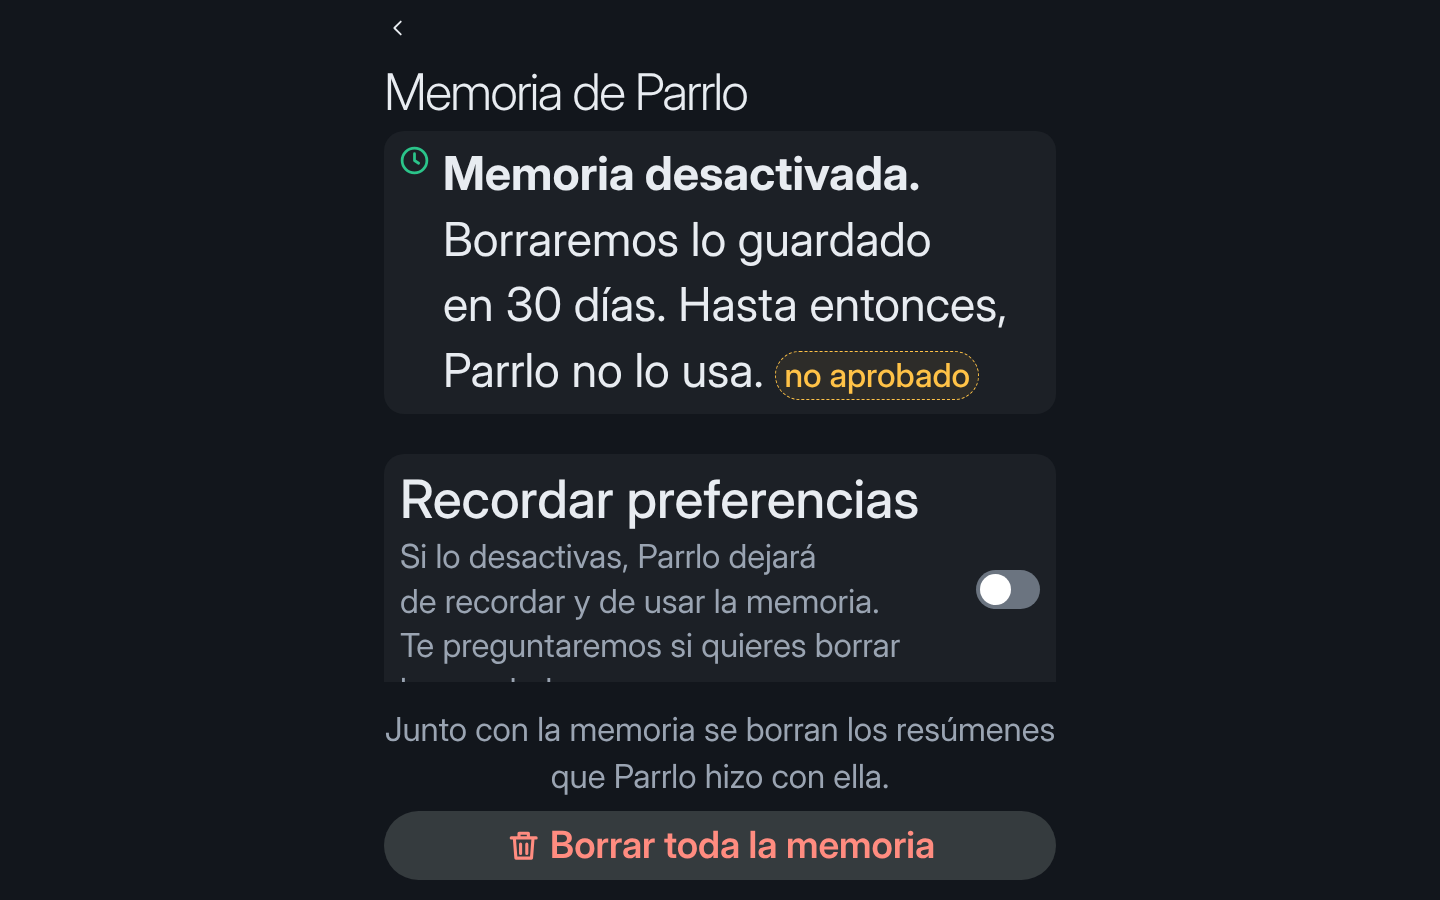 Memoria de Parrlo
Memoria desactivada.
Borraremos lo guardado
en 30 días. Hasta entonces,
Parrlo no lo usa. no aprobado
Recordar preferencias
Si lo desactivas, Parrlo dejará
de recordar y de usar la memoria.
Te preguntaremos si quieres borrar
Junto con la memoria se borran los resúmenes
que Parrlo hizo con ella.
Borrar toda la memoria